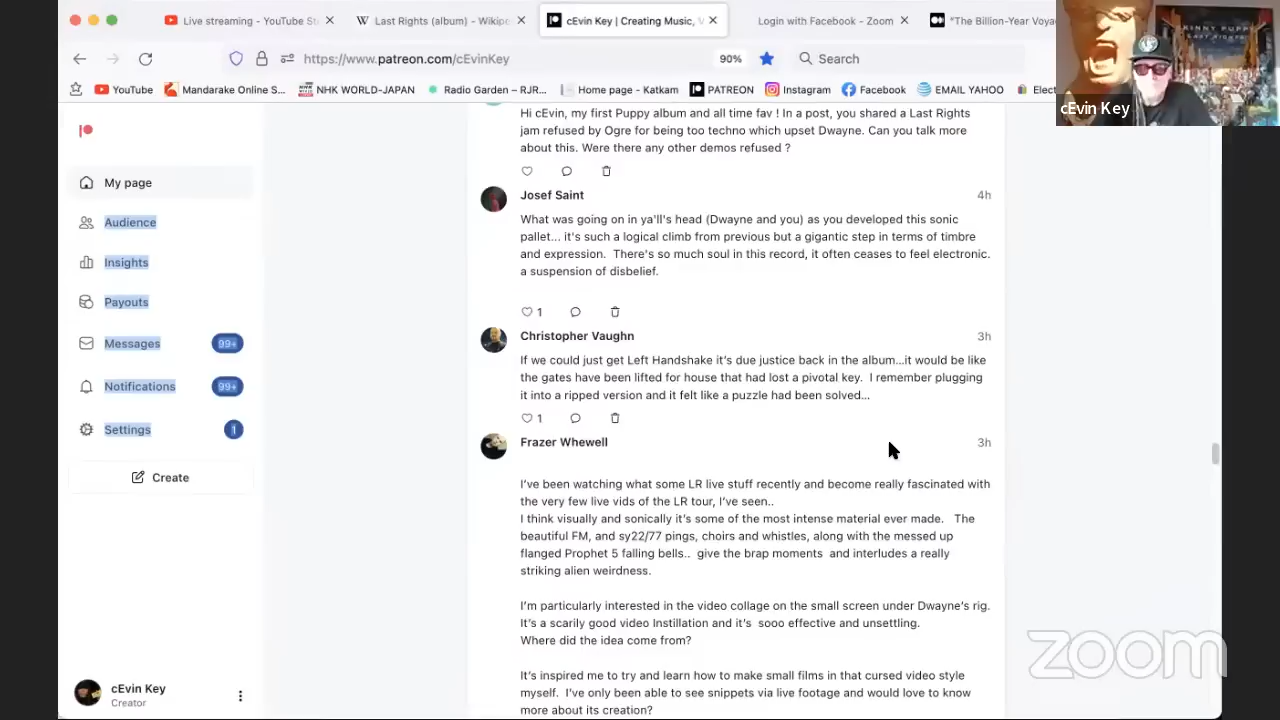 Live streaming - YouTube St
Last Rights (album) - Wikipe
cEvin Key | Creating Music, V
Login with Facebook - Zoom
"The Billion-Year Voya
https://www.patreon.com/cEvinKey
90%
Search
YouTube
Mandarake Online S...
NHK WORLD-JAPAN
Radio Garden – RJR...
Home page - Katkam
PATREON
Instagram
Facebook
EMAIL YAHOO
Elect
cEvin Key
SKINNY PUPPY
LAST RIGHTS
My page
Audience
Insights
Payouts
Messages
99+
Notifications
99+
Settings
1
Create
cEvin Key
Creator
Hi cEvin, my first Puppy album and all time fav ! In a post, you shared a Last Rights
jam refused by Ogre for being too techno which upset Dwayne. Can you talk more
about this. Were there any other demos refused ?
Josef Saint
4h
What was going on in ya'll's head (Dwayne and you) as you developed this sonic
pallet... it's such a logical climb from previous but a gigantic step in terms of timbre
and expression. There's so much soul in this record, it often ceases to feel electronic.
a suspension of disbelief.
1
Christopher Vaughn
3h
If we could just get Left Handshake it's due justice back in the album...it would be like
the gates have been lifted for house that had lost a pivotal key. I remember plugging
it into a ripped version and it felt like a puzzle had been solved...
1
Frazer Whewell
3h
I've been watching what some LR live stuff recently and become really fascinated with
the very few live vids of the LR tour, I've seen..
I think visually and sonically it's some of the most intense material ever made. The
beautiful FM, and sy22/77 pings, choirs and whistles, along with the messed up
flanged Prophet 5 falling bells.. give the brap moments and interludes a really
striking alien weirdness.
I'm particularly interested in the video collage on the small screen under Dwayne's rig.
It's a scarily good video Instillation and it's sooo effective and unsettling.
Where did the idea come from?
It's inspired me to try and learn how to make small films in that cursed video style
myself. I've only been able to see snippets via live footage and would love to know
more about its creation?
zoom